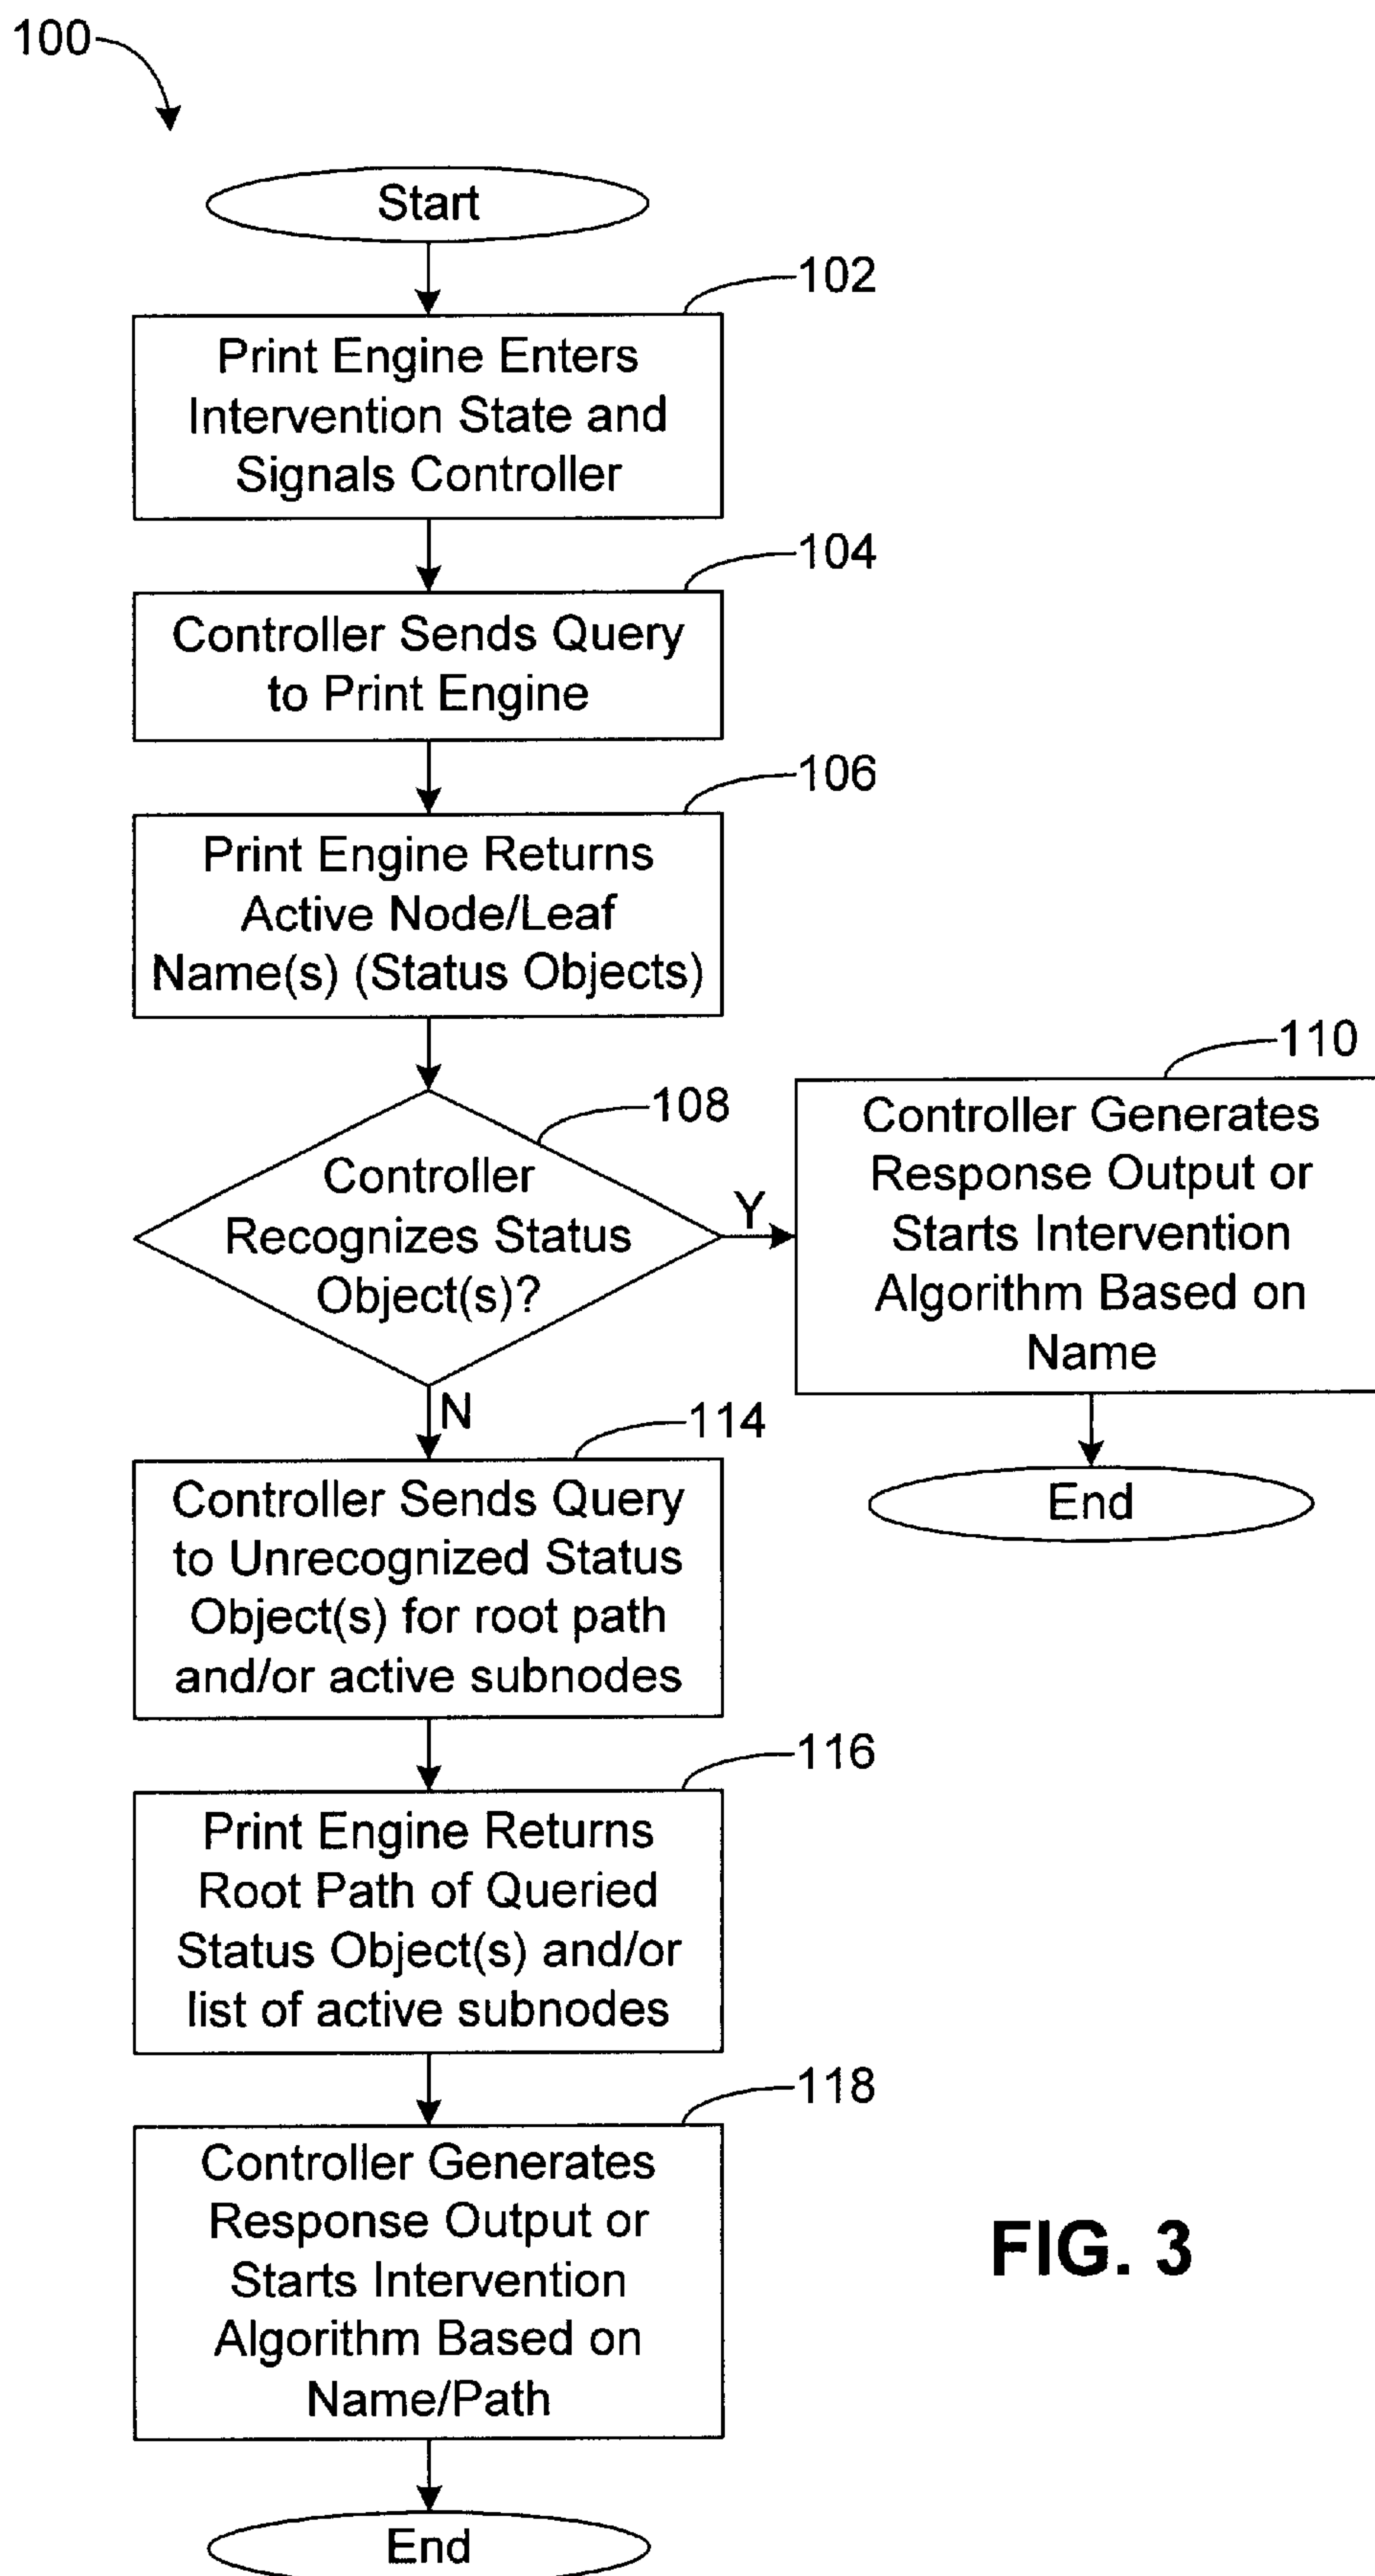 100
Start
102
Print Engine Enters
Intervention State and
Signals Controller
104
Controller Sends Query
to Print Engine
106
Print Engine Returns
Active Node/Leaf
Name(s) (Status Objects)
108
Controller
Recognizes Status
Object(s)?
Y
110
Controller Generates
Response Output or
Starts Intervention
Algorithm Based on
Name
End
N
114
Controller Sends Query
to Unrecognized Status
Object(s) for root path
and/or active subnodes
116
Print Engine Returns
Root Path of Queried
Status Object(s) and/or
list of active subnodes
118
Controller Generates
Response Output or
Starts Intervention
Algorithm Based on
Name/Path
End
FIG. 3